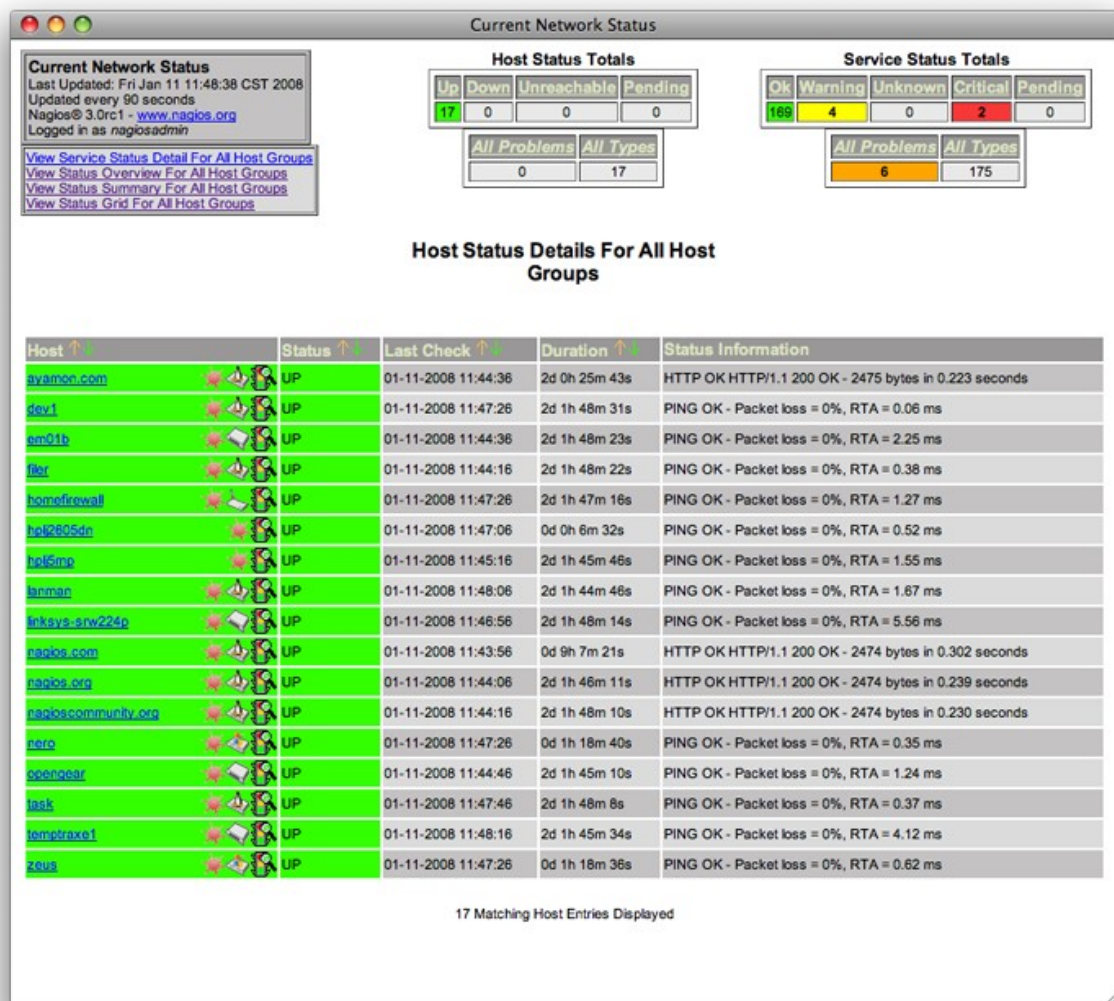 Current Network Status
Current Network Status
Last Updated: Fri Jan 11 11:48:38 CST 2008
Updated every 90 seconds
Nagios® 3.0rc1 - www.nagios.org
Logged in as nagiosadmin
View Service Status Detail For All Host Groups
View Status Overview For All Host Groups
View Status Summary For All Host Groups
View Status Grid For All Host Groups
Host Status Totals
Up Down Unreachable Pending
17 0 0 0
All Problems All Types
0 17
Service Status Totals
Ok Warning Unknown Critical Pending
169 4 0 2 0
All Problems All Types
6 175
Host Status Details For All Host
Groups
Host Status Last Check Duration Status Information
ayamon.com UP 01-11-2008 11:44:36 2d 0h 25m 43s HTTP OK HTTP/1.1 200 OK - 2475 bytes in 0.223 seconds
dev1 UP 01-11-2008 11:47:26 2d 1h 48m 31s PING OK - Packet loss = 0%, RTA = 0.06 ms
em01b UP 01-11-2008 11:44:36 2d 1h 48m 23s PING OK - Packet loss = 0%, RTA = 2.25 ms
filer UP 01-11-2008 11:44:16 2d 1h 48m 22s PING OK - Packet loss = 0%, RTA = 0.38 ms
homefirewall UP 01-11-2008 11:47:26 2d 1h 47m 16s PING OK - Packet loss = 0%, RTA = 1.27 ms
hplj2605dn UP 01-11-2008 11:47:06 0d 0h 6m 32s PING OK - Packet loss = 0%, RTA = 0.52 ms
hplj5mp UP 01-11-2008 11:45:16 2d 1h 45m 46s PING OK - Packet loss = 0%, RTA = 1.55 ms
lanman UP 01-11-2008 11:48:06 2d 1h 44m 46s PING OK - Packet loss = 0%, RTA = 1.67 ms
linksys-srw224p UP 01-11-2008 11:46:56 2d 1h 48m 14s PING OK - Packet loss = 0%, RTA = 5.56 ms
nagios.com UP 01-11-2008 11:43:56 0d 9h 7m 21s HTTP OK HTTP/1.1 200 OK - 2474 bytes in 0.302 seconds
nagios.org UP 01-11-2008 11:44:06 2d 1h 46m 11s HTTP OK HTTP/1.1 200 OK - 2474 bytes in 0.239 seconds
nagioscommunity.org UP 01-11-2008 11:44:16 2d 1h 48m 10s HTTP OK HTTP/1.1 200 OK - 2474 bytes in 0.230 seconds
nero UP 01-11-2008 11:47:26 0d 1h 18m 40s PING OK - Packet loss = 0%, RTA = 0.35 ms
opengear UP 01-11-2008 11:44:46 2d 1h 45m 10s PING OK - Packet loss = 0%, RTA = 1.24 ms
task UP 01-11-2008 11:47:46 2d 1h 48m 8s PING OK - Packet loss = 0%, RTA = 0.37 ms
temptraxe1 UP 01-11-2008 11:48:16 2d 1h 45m 34s PING OK - Packet loss = 0%, RTA = 4.12 ms
zeus UP 01-11-2008 11:47:26 0d 1h 18m 36s PING OK - Packet loss = 0%, RTA = 0.62 ms
17 Matching Host Entries Displayed